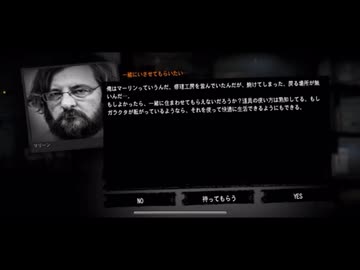 一緒にいさせてもらいたい
俺はマーリンっていうんだ。修理工房を営んでいたんだが、焼けてしまった。戻る場所が無
いんだ…。
もしよかったら、一緒に住まわせてもらえないだろうか?道具の使い方は熟知してる。もし
ガラクタが転がっているようなら、それを使って快適に生活できるようにもできる。
マリーン
NO
待ってもらう
YES